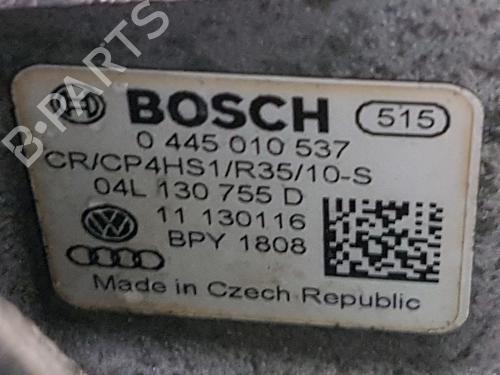 B-PARTS
BOSCH 515
0 445 010 537
CR/CP4HS1/R35/10-S
04L 130 755 D
11 130116
BPY 1808
Made in Czech Republic